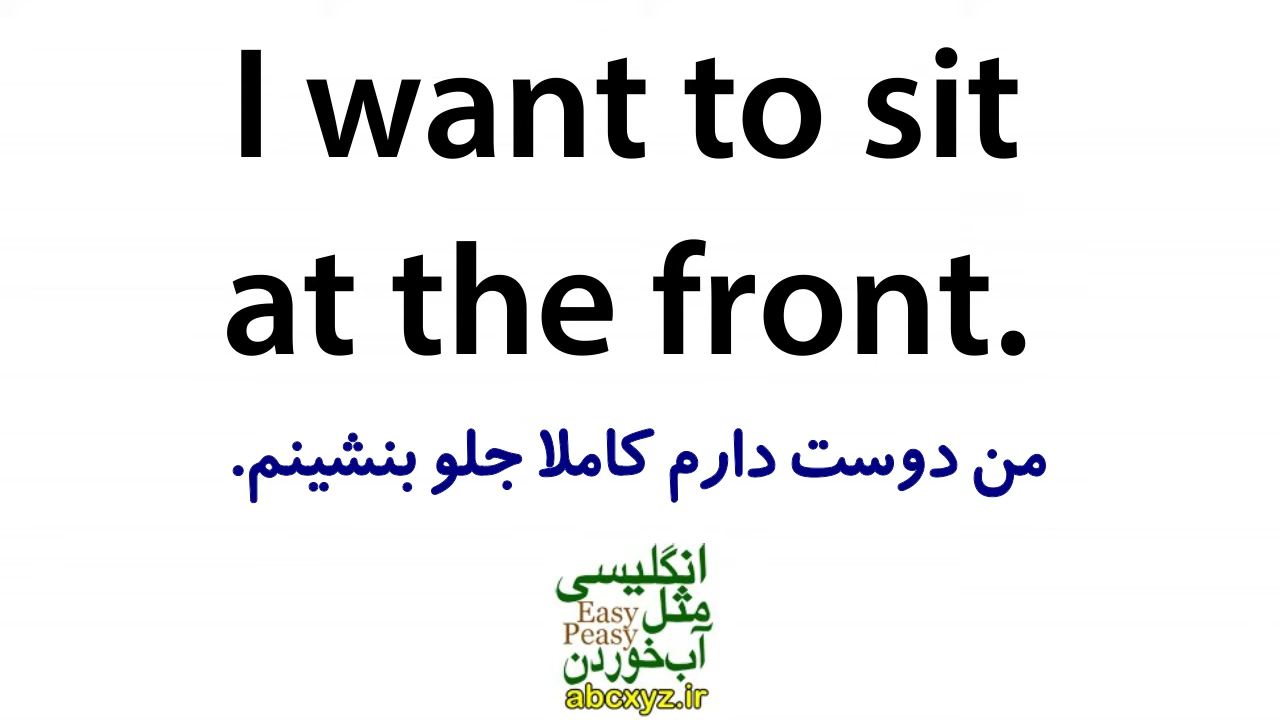 I want to sit
at the front.
من دوست دارم کاملا جلو بنشینم.
انگلیسی
مثل
Easy
Peasy
آب‌خوردن
abcxyz.ir